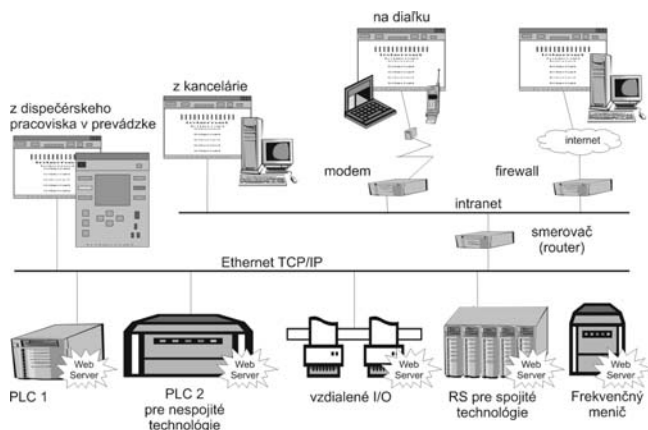 na diaľku
z kancelárie
z dispečérskeho
pracoviska v prevádzke
internet
modem
firewall
intranet
smerovač
(router)
Ethernet TCP/IP
Web
Server
Web
Server
Web
Server
Web
Server
Web
Server
PLC 1
PLC 2
pre nespojité
technológie
vzdialené I/O
RS pre spojité
technológie
Frekvenčný
menič